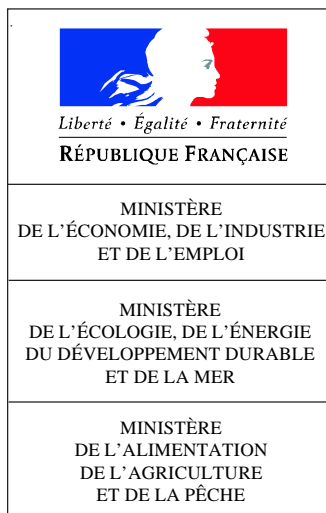 Liberté • Égalité • Fraternité
RÉPUBLIQUE FRANÇAISE
MINISTÈRE
DE L’ÉCONOMIE, DE L’INDUSTRIE
ET DE L’EMPLOI
MINISTÈRE
DE L’ÉCOLOGIE, DE L’ÉNERGIE
DU DÉVELOPPEMENT DURABLE
ET DE LA MER
MINISTÈRE
DE L’ALIMENTATION
DE L’AGRICULTURE
ET DE LA PÊCHE